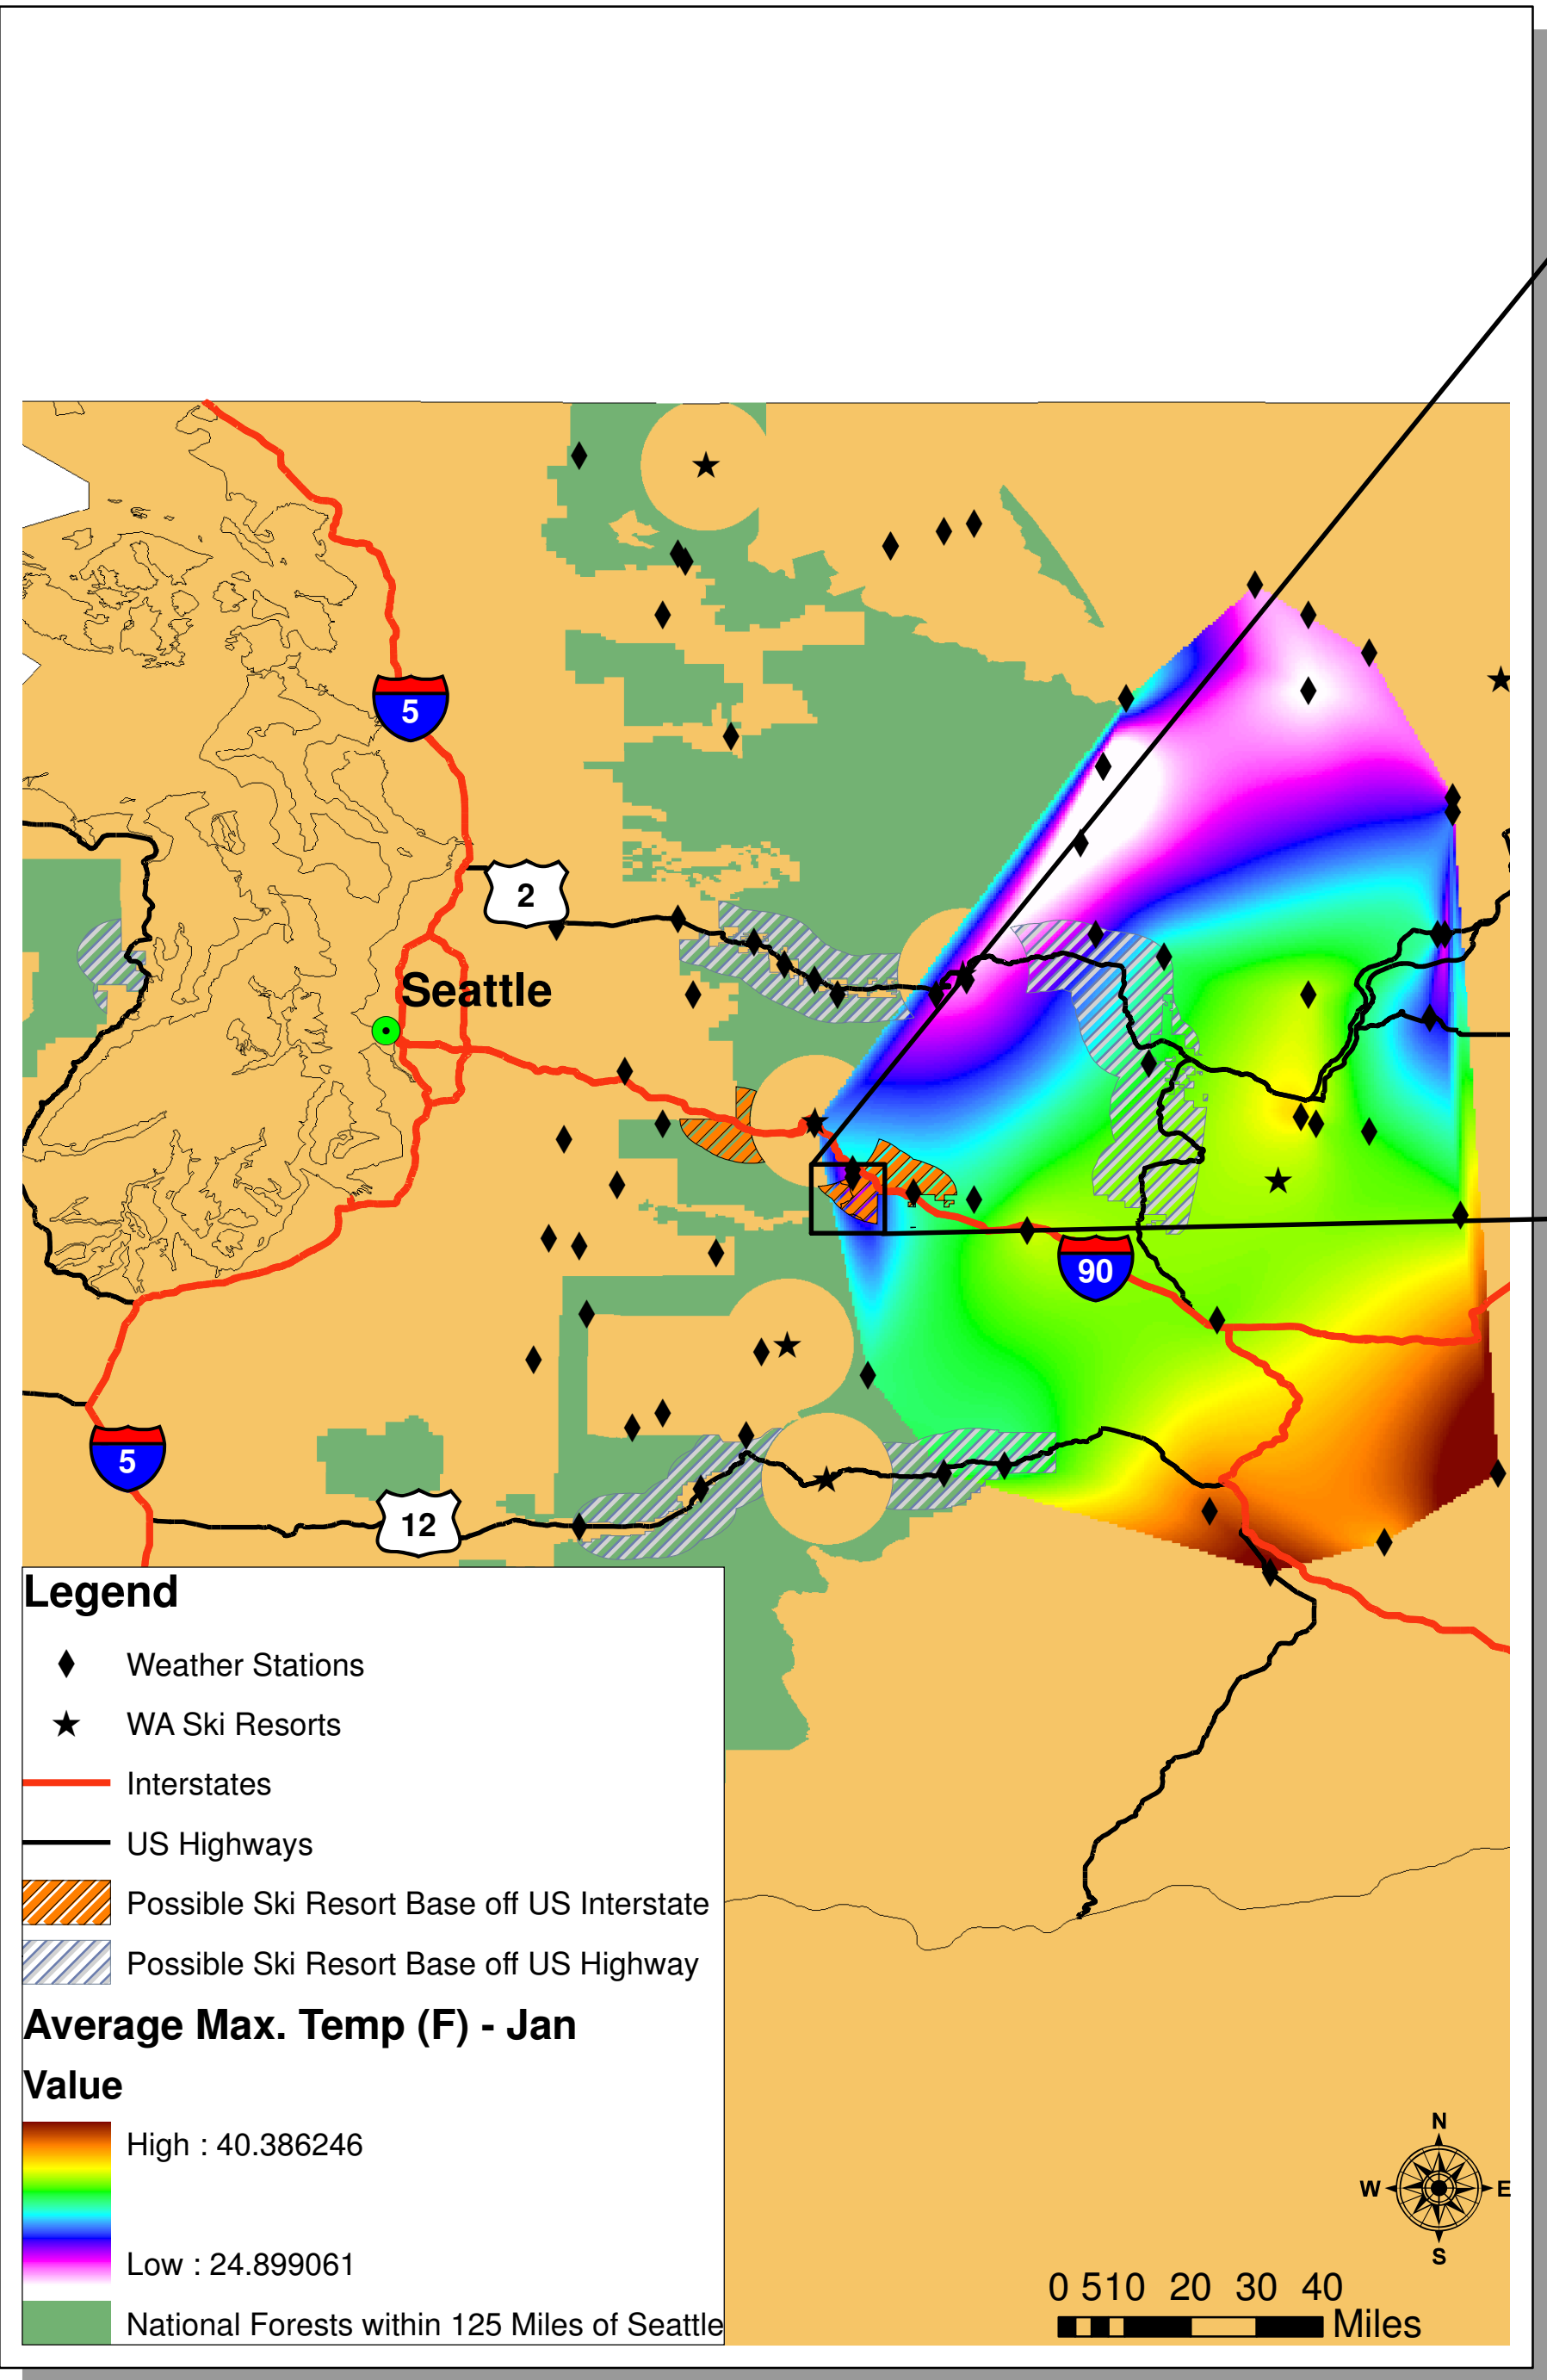 5
2
Seattle
90
5
12
Legend
Weather Stations
WA Ski Resorts
Interstates
US Highways
Possible Ski Resort Base off US Interstate
Possible Ski Resort Base off US Highway
Average Max. Temp (F) - Jan
Value
High : 40.386246
Low : 24.899061
National Forests within 125 Miles of Seattle
N
W E
S
0 5 10 20 30 40
Miles